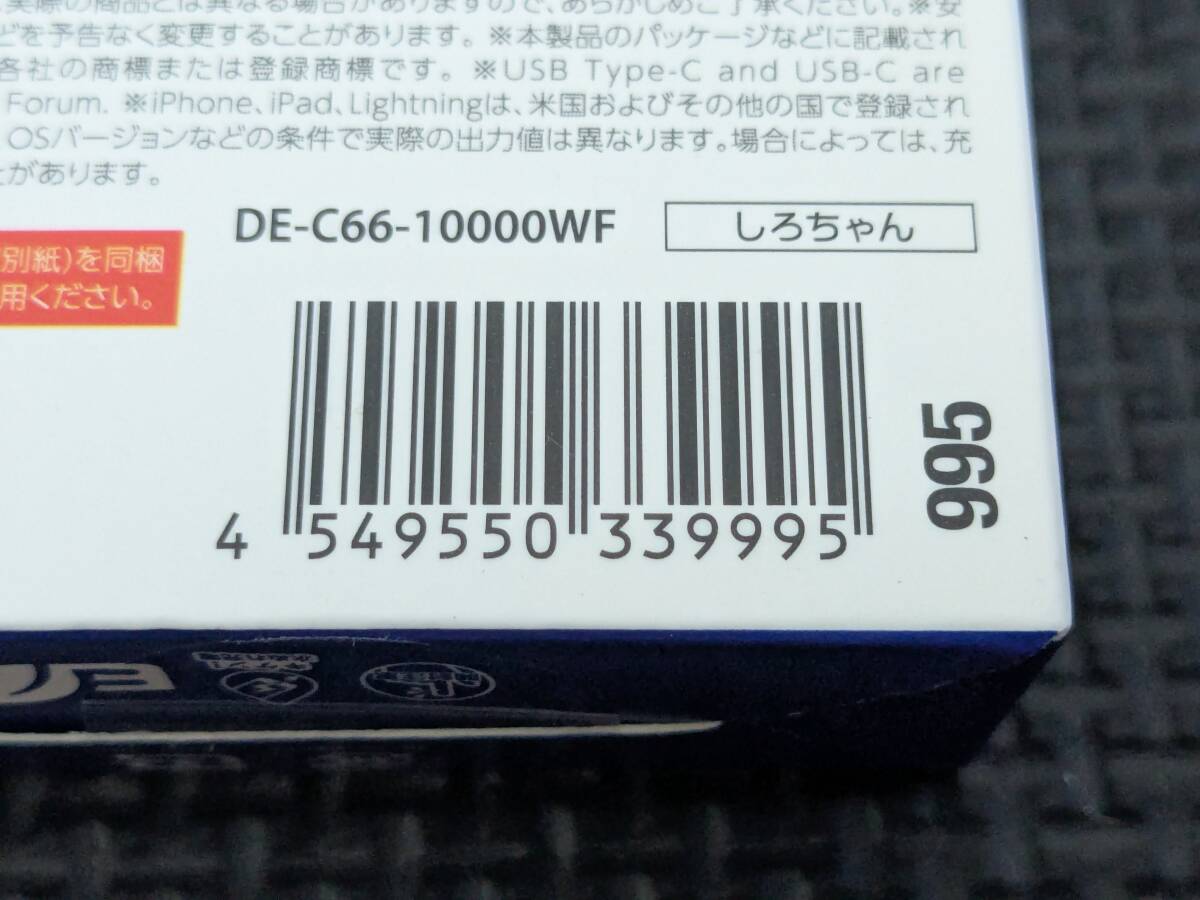 実際の商品とは異なる場合がありますので、あらかじめご了承ください。※安
どを予告なく変更することがあります。※本製品のパッケージなどに記載され
各社の商標または登録商標です。※USB Type-C and USB-C are
Forum. ※iPhone、iPad、Lightningは、米国およびその他の国で登録され
OSバージョンなどの条件で実際の出力値は異なります。場合によっては、充
とがあります。
DE-C66-10000WF しろちゃん
別紙)を同梱
用ください。
995
4 549550 339995